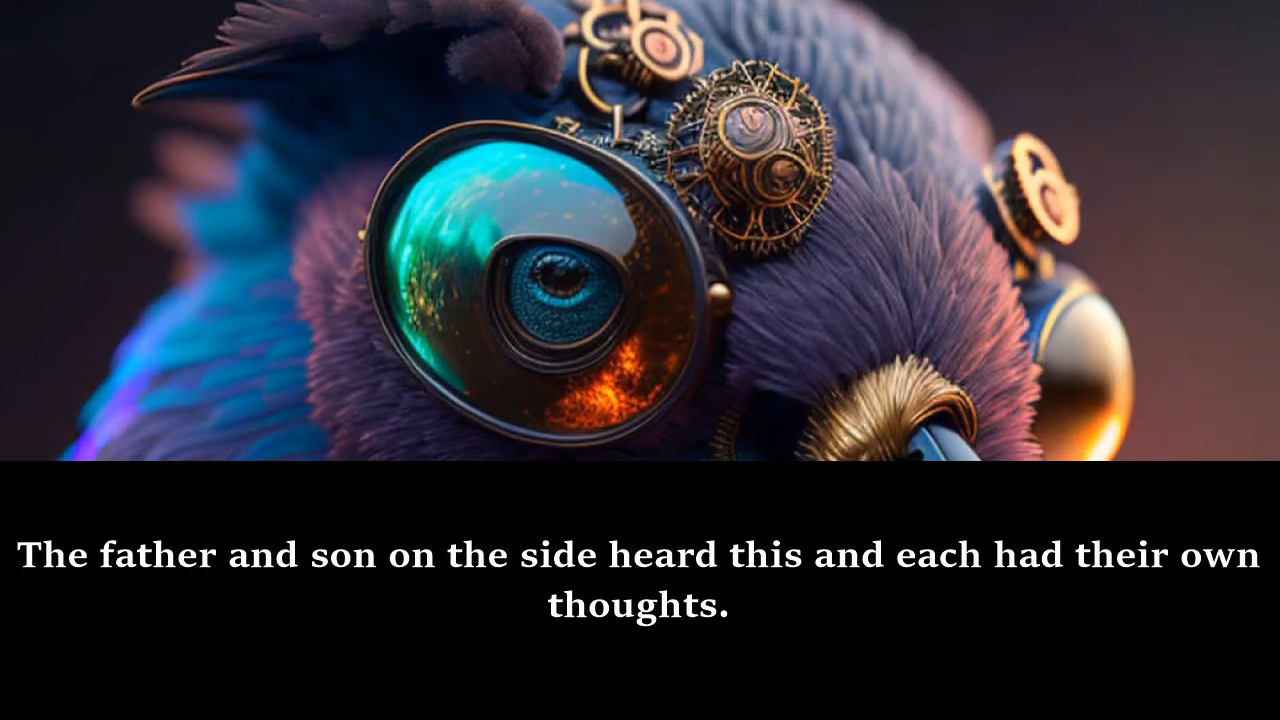 The father and son on the side heard this and each had their own
thoughts.